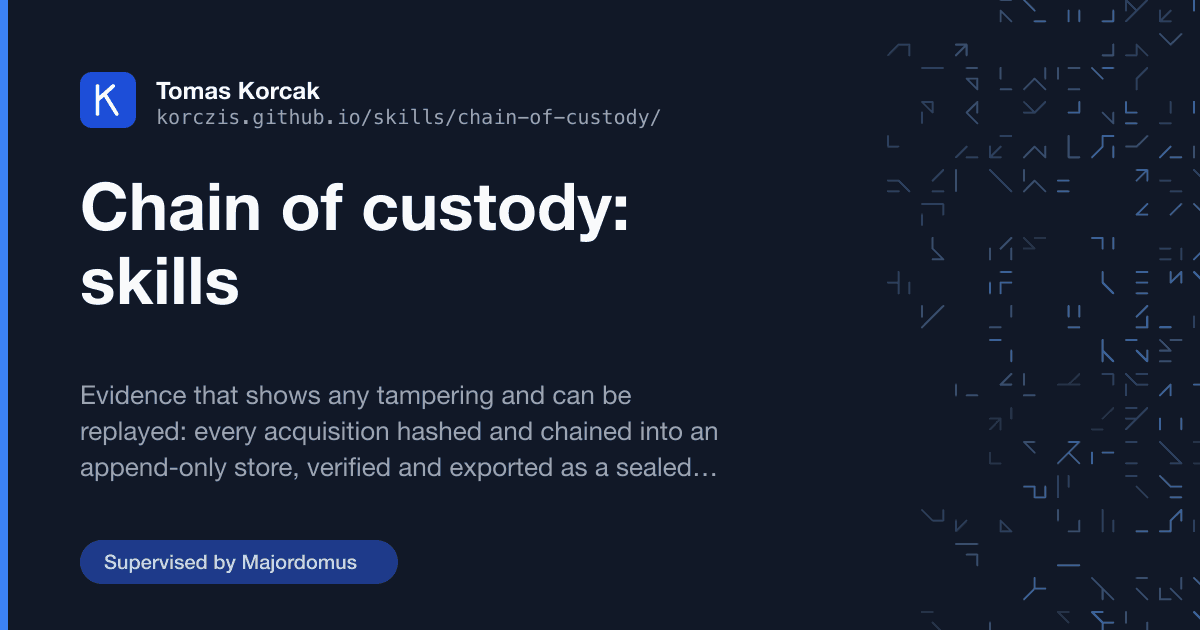 K
Tomas Korcak
korczis.github.io/skills/chain-of-custody/
Chain of custody:
skills
Evidence that shows any tampering and can be
replayed: every acquisition hashed and chained into an
append-only store, verified and exported as a sealed…
Supervised by Majordomus